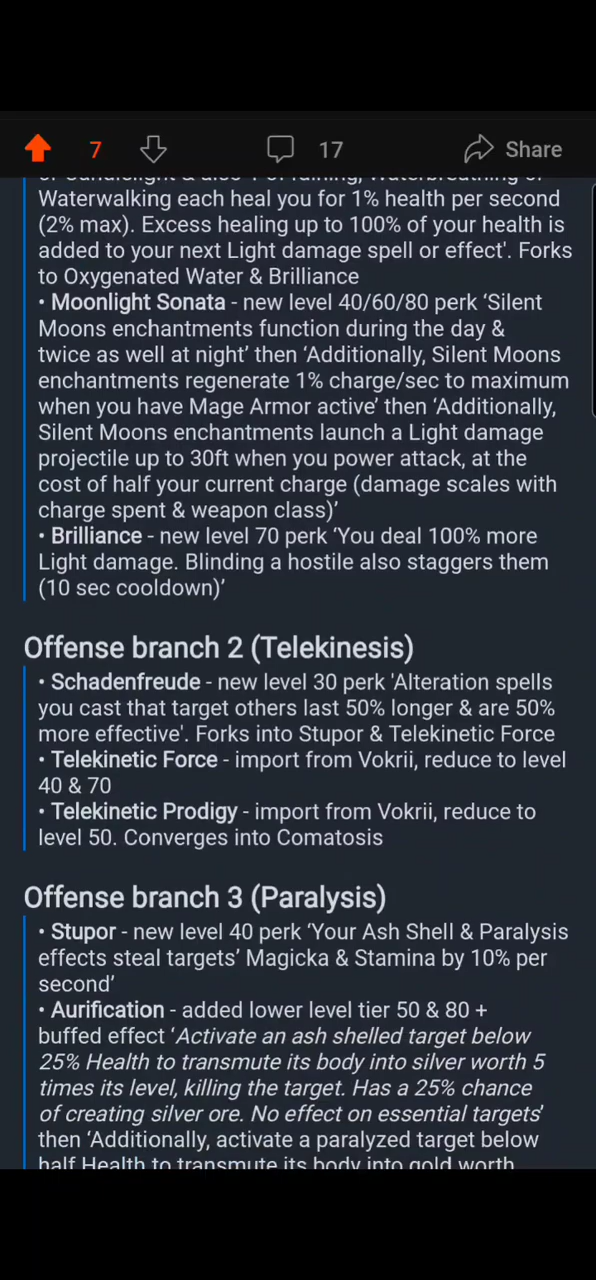 7 17 Share
Waterwalking each heal you for 1% health per second
(2% max). Excess healing up to 100% of your health is
added to your next Light damage spell or effect'. Forks
to Oxygenated Water & Brilliance
• Moonlight Sonata - new level 40/60/80 perk ‘Silent
Moons enchantments function during the day &
twice as well at night’ then ‘Additionally, Silent Moons
enchantments regenerate 1% charge/sec to maximum
when you have Mage Armor active’ then ‘Additionally,
Silent Moons enchantments launch a Light damage
projectile up to 30ft when you power attack, at the
cost of half your current charge (damage scales with
charge spent & weapon class)’
• Brilliance - new level 70 perk ‘You deal 100% more
Light damage. Blinding a hostile also staggers them
(10 sec cooldown)’
Offense branch 2 (Telekinesis)
• Schadenfreude - new level 30 perk 'Alteration spells
you cast that target others last 50% longer & are 50%
more effective'. Forks into Stupor & Telekinetic Force
• Telekinetic Force - import from Vokrii, reduce to level
40 & 70
• Telekinetic Prodigy - import from Vokrii, reduce to
level 50. Converges into Comatosis
Offense branch 3 (Paralysis)
• Stupor - new level 40 perk ‘Your Ash Shell & Paralysis
effects steal targets’ Magicka & Stamina by 10% per
second’
• Aurification - added lower level tier 50 & 80 +
buffed effect ‘Activate an ash shelled target below
25% Health to transmute its body into silver worth 5
times its level, killing the target. Has a 25% chance
of creating silver ore. No effect on essential targets’
then ‘Additionally, activate a paralyzed target below
half Health to transmute its body into gold worth